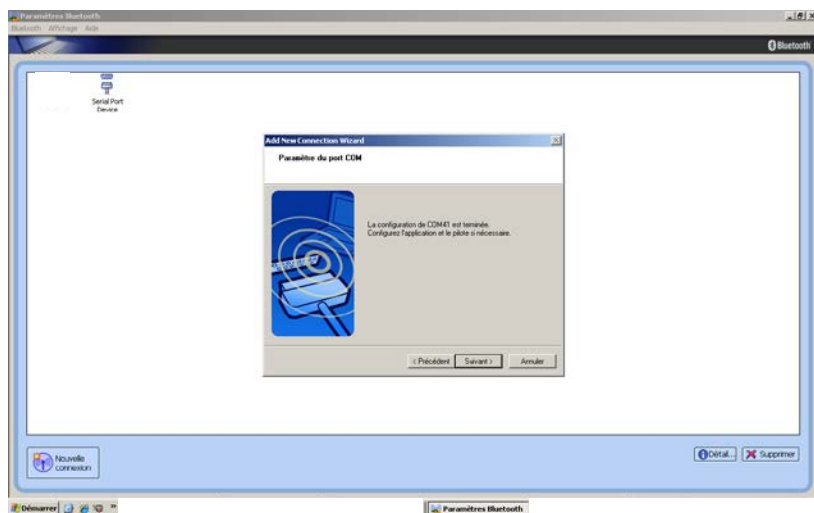 Paramètres Bluetooth
Bluetooth Affichage Aide
Bluetooth
Serial Port
Device
Add New Connection Wizard
Paramètre du port COM
La configuration de COM41 est terminée.
Configurez l'application et le pilote si nécessaire.
< Précédent Suivant > Annuler
Nouvelle
connexion
Détail... Supprimer
Démarrer » Paramètres Bluetooth